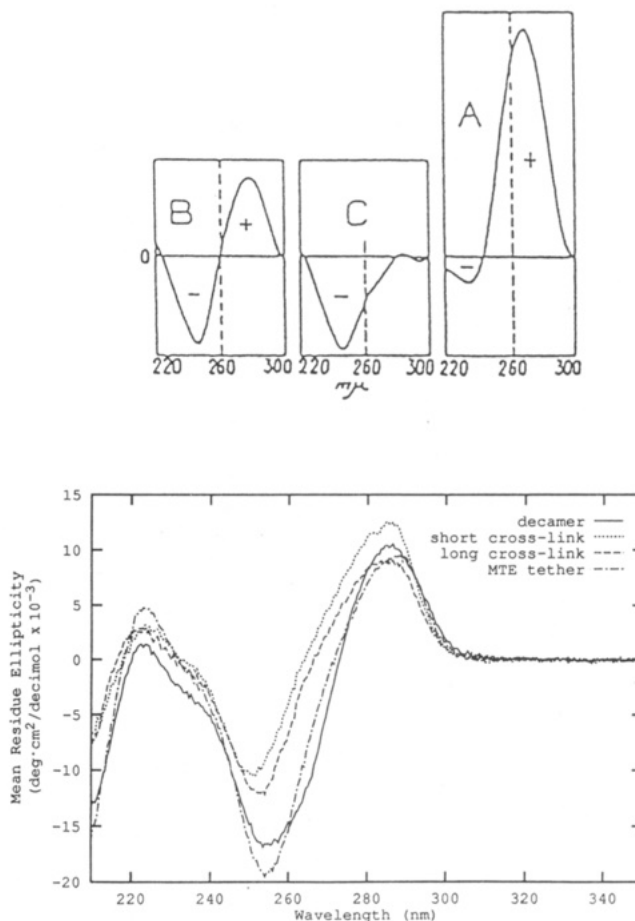 A
B
C
+
+
0
-
-
-
220 260 300
220 260 300
220 260 300
mμ
15
10
5
0
-5
-10
-15
-20
Mean Residue Ellipticity
(deg·cm²/decimol x 10⁻³)
decamer
short cross-link
long cross-link
MTE tether
220 240 260 280 300 320 340
Wavelength (nm)